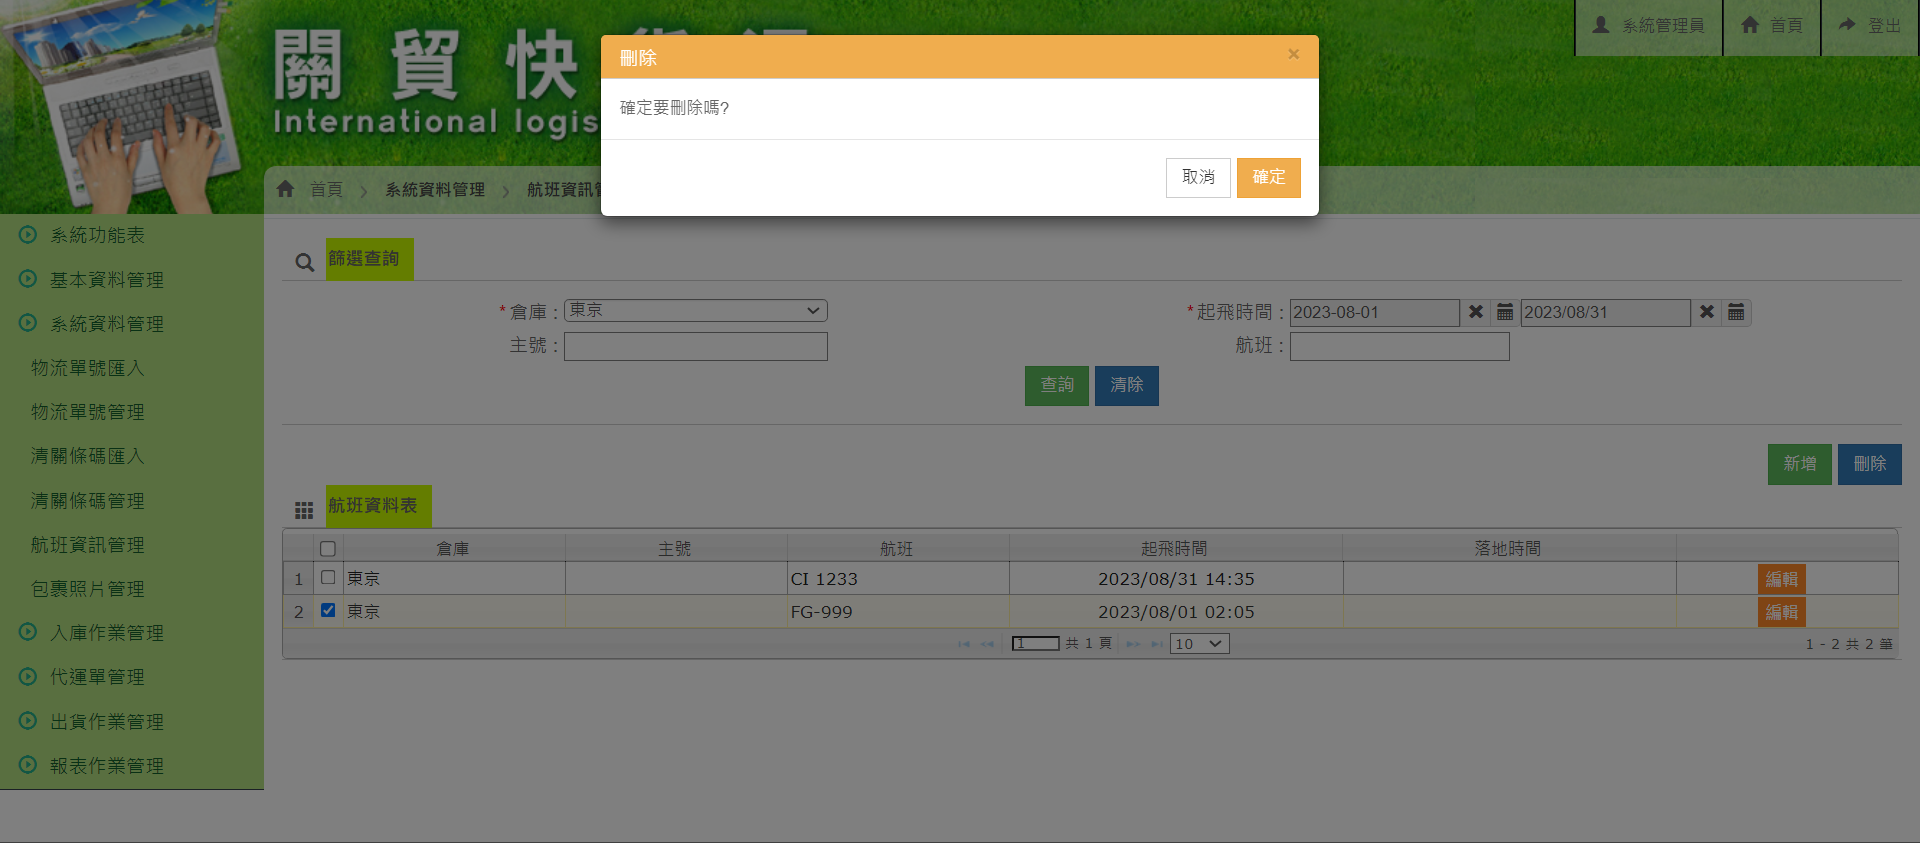 系統管理員 首頁 登出
關貿快
International logis
刪除 ×
確定要刪除嗎?
取消 確定
首頁 > 系統資料管理 > 航班資訊
系統功能表
基本資料管理
系統資料管理
物流單號匯入
物流單號管理
清關條碼匯入
清關條碼管理
航班資訊管理
包裹照片管理
入庫作業管理
代運單管理
出貨作業管理
報表作業管理
篩選查詢
*倉庫 : 東京 *起飛時間 : 2023-08-01 2023/08/31
主號 : 航班 :
查詢 清除
新增 刪除
航班資料表
倉庫 主號 航班 起飛時間 落地時間
1 東京 CI 1233 2023/08/31 14:35 編輯
2 東京 FG-999 2023/08/01 02:05 編輯
1 共 1 頁 10 1 - 2 共 2 筆